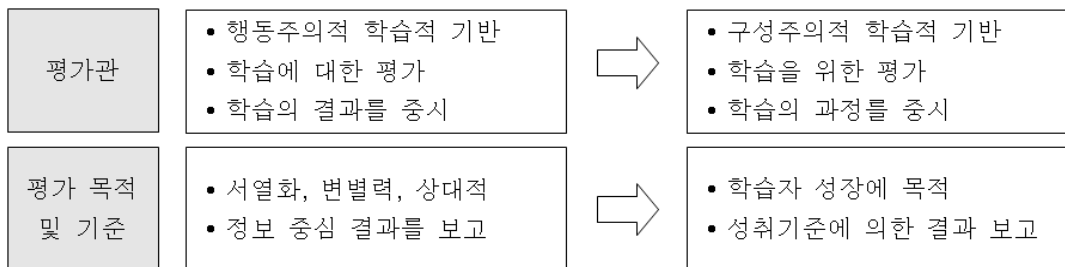 평가관
• 행동주의적 학습적 기반
• 학습에 대한 평가
• 학습의 결과를 중시
• 구성주의적 학습적 기반
• 학습을 위한 평가
• 학습의 과정를 중시
평가 목적
및 기준
• 서열화, 변별력, 상대적
• 정보 중심 결과를 보고
• 학습자 성장에 목적
• 성취기준에 의한 결과 보고